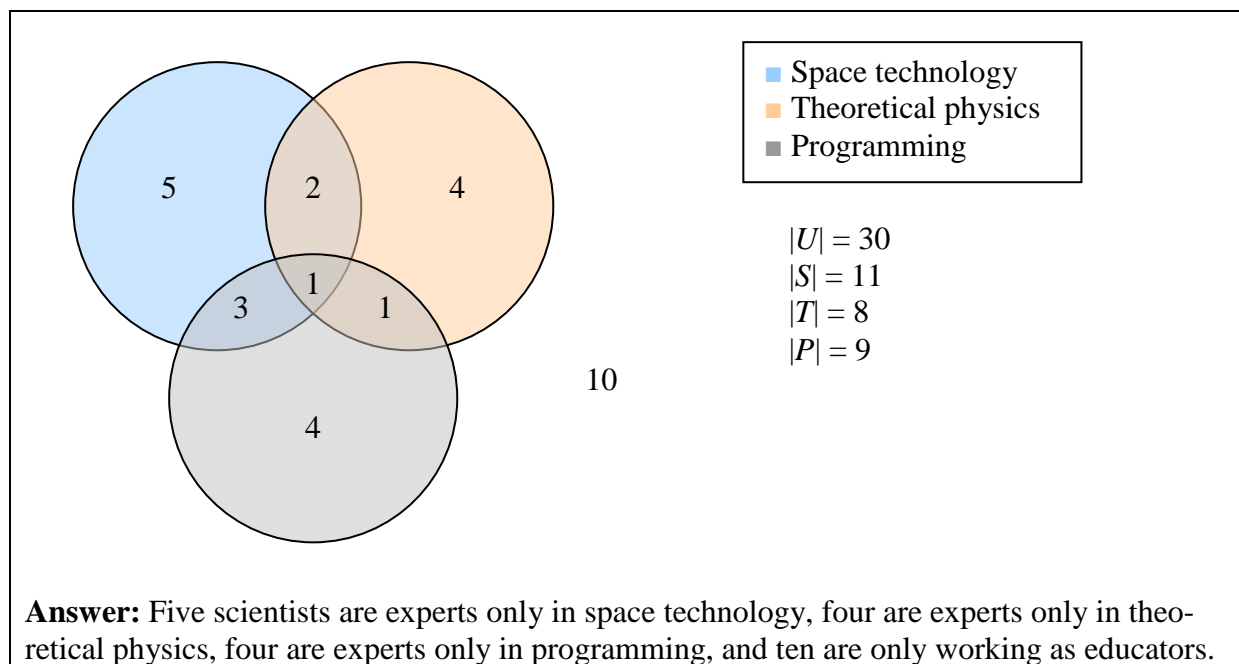 Space technology
Theoretical physics
Programming
5
2
4
1
3
1
4
10
|U| = 30
|S| = 11
|T| = 8
|P| = 9
Answer: Five scientists are experts only in space technology, four are experts only in theo-
retical physics, four are experts only in programming, and ten are only working as educators.